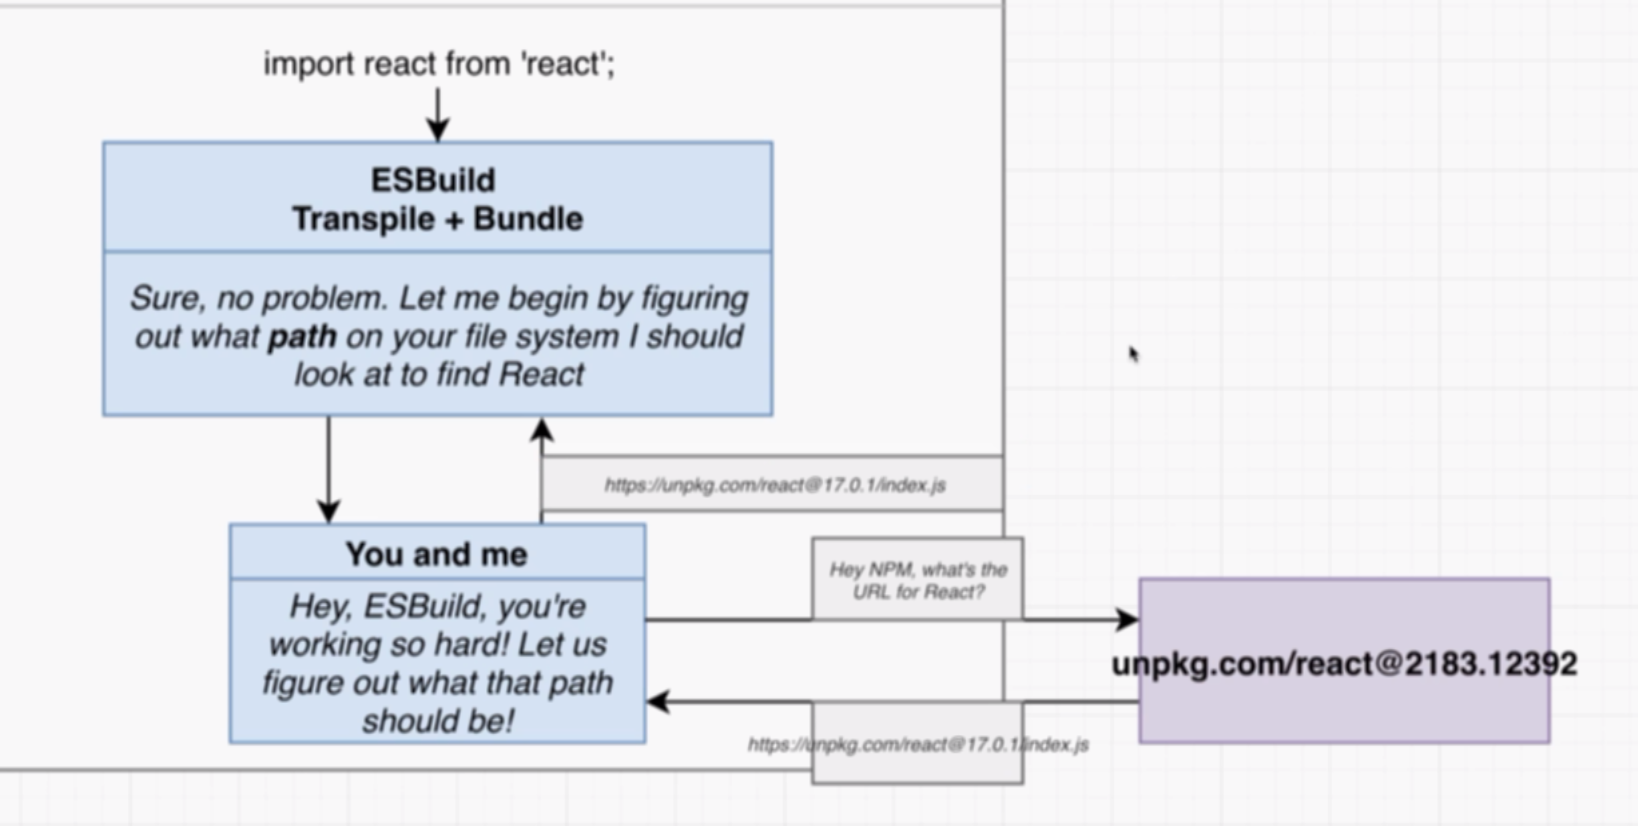 import react from 'react';
ESBuild
Transpile + Bundle
Sure, no problem. Let me begin by figuring
out what path on your file system I should
look at to find React
https://unpkg.com/react@17.0.1/index.js
You and me
Hey, ESBuild, you're
working so hard! Let us
figure out what that path
should be!
Hey NPM, what's the
URL for React?
unpkg.com/react@2183.12392
https://unpkg.com/react@17.0.1/index.js